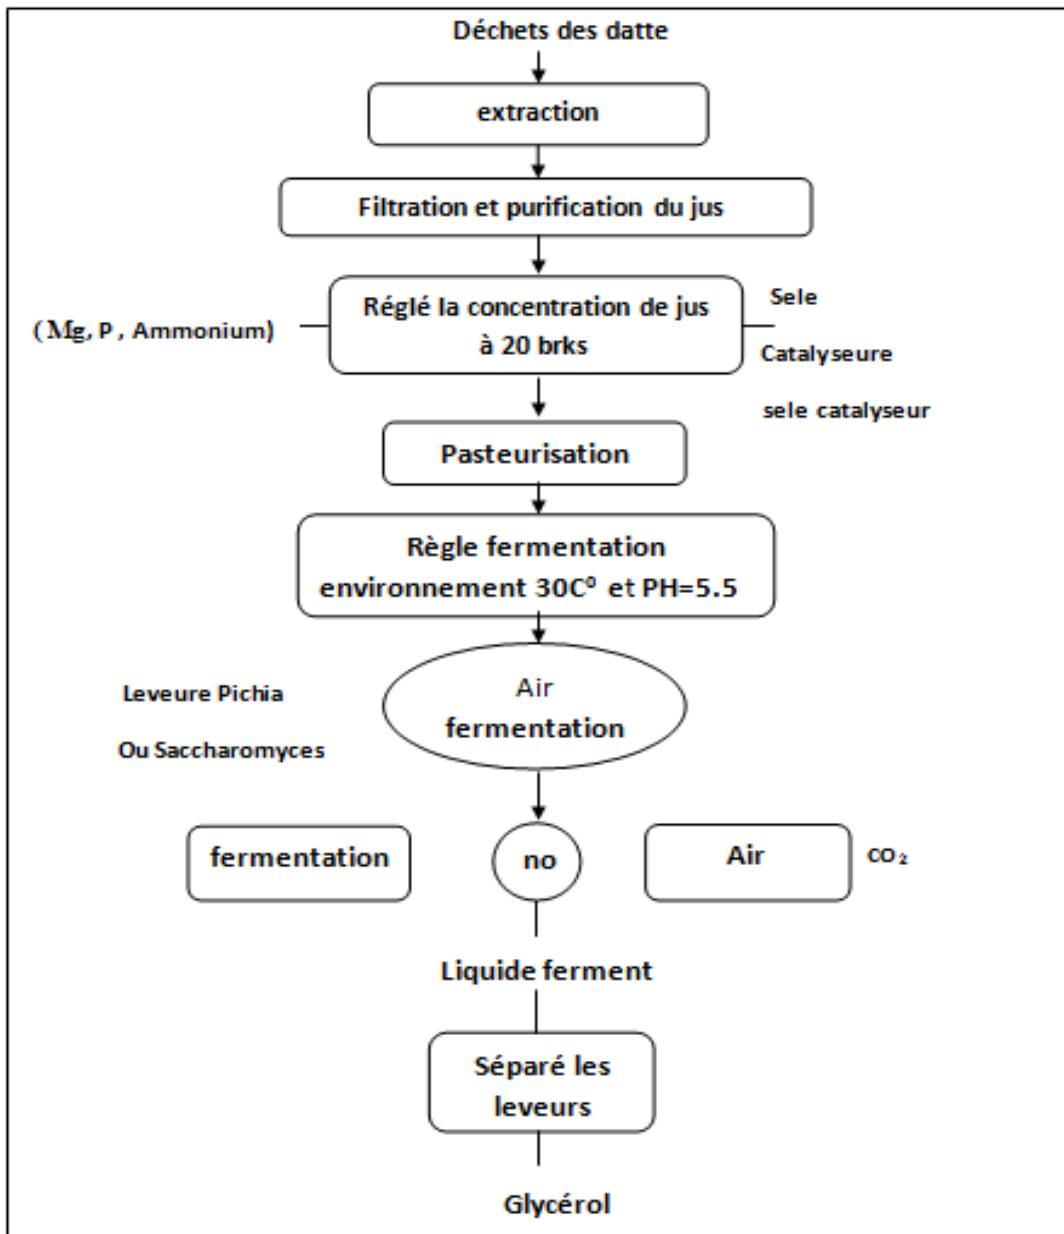 Déchets des datte
extraction
Filtration et purification du jus
Réglé la concentration de jus
à 20 brks
(Mg, P , Ammonium)
Sele
Catalyseure
sele catalyseur
Pasteurisation
Règle fermentation
environnement 30C⁰ et PH=5.5
Air
fermentation
Leveure Pichia
Ou Saccharomyces
fermentation
no
Air
CO₂
Liquide ferment
Séparé les
leveurs
Glycérol